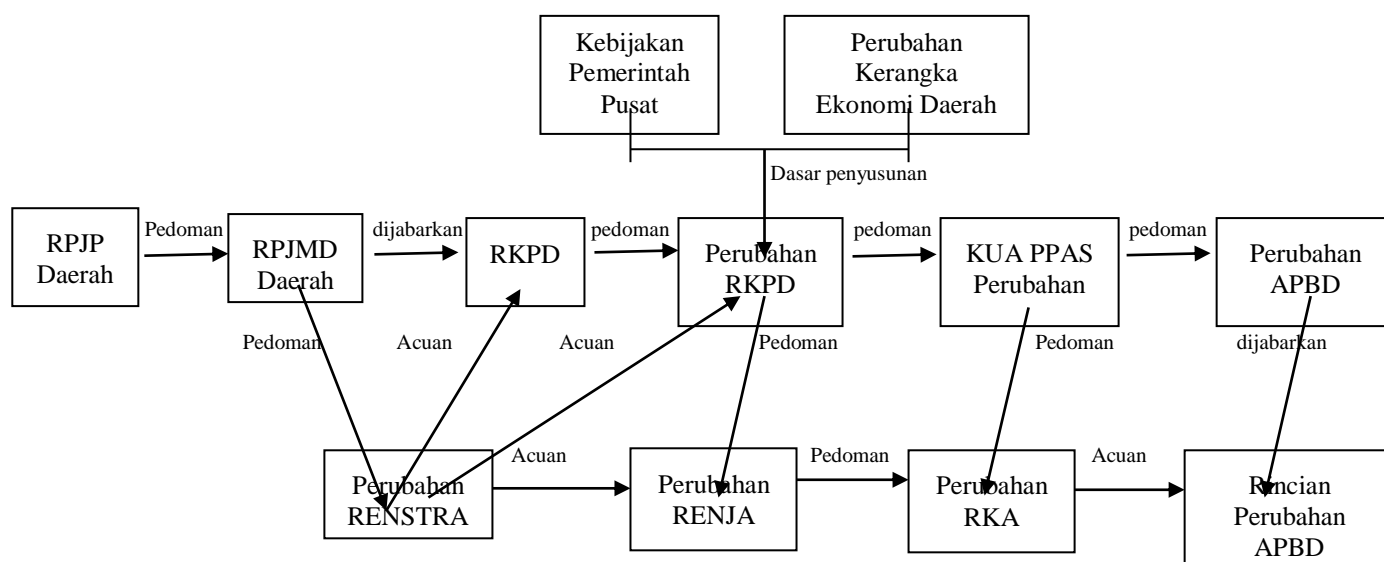 Kebijakan
Pemerintah
Pusat
Perubahan
Kerangka
Ekonomi Daerah
Dasar penyusunan
RPJP
Daerah
Pedoman
RPJMD
Daerah
dijabarkan
RKPD
pedoman
Perubahan
RKPD
pedoman
KUA PPAS
Perubahan
pedoman
Perubahan
APBD
Pedoman
Acuan
Acuan
Pedoman
Pedoman
dijabarkan
Perubahan
RENSTRA
Acuan
Perubahan
RENJA
Pedoman
Perubahan
RKA
Acuan
Rincian
Perubahan
APBD